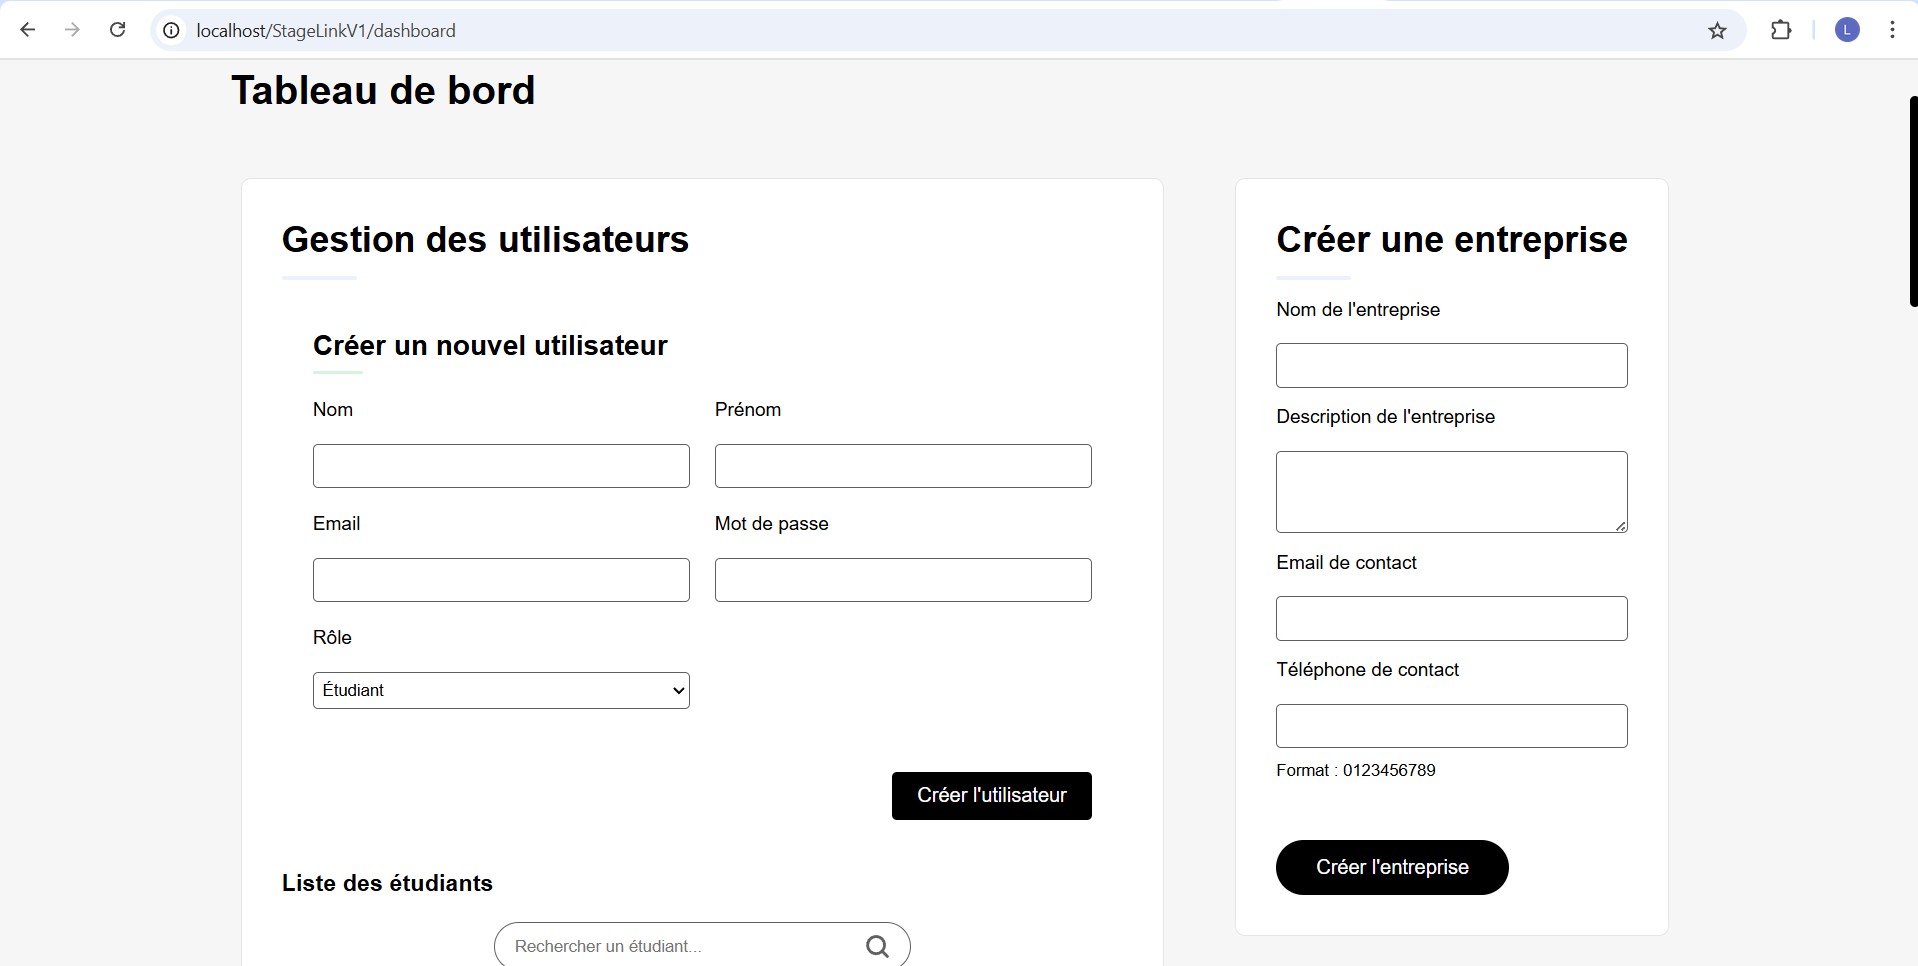 localhost/StageLinkV1/dashboard
L
Tableau de bord
Gestion des utilisateurs
Créer un nouvel utilisateur
Nom
Prénom
Email
Mot de passe
Rôle
Étudiant
Créer l'utilisateur
Liste des étudiants
Rechercher un étudiant...
Créer une entreprise
Nom de l'entreprise
Description de l'entreprise
Email de contact
Téléphone de contact
Format : 0123456789
Créer l'entreprise